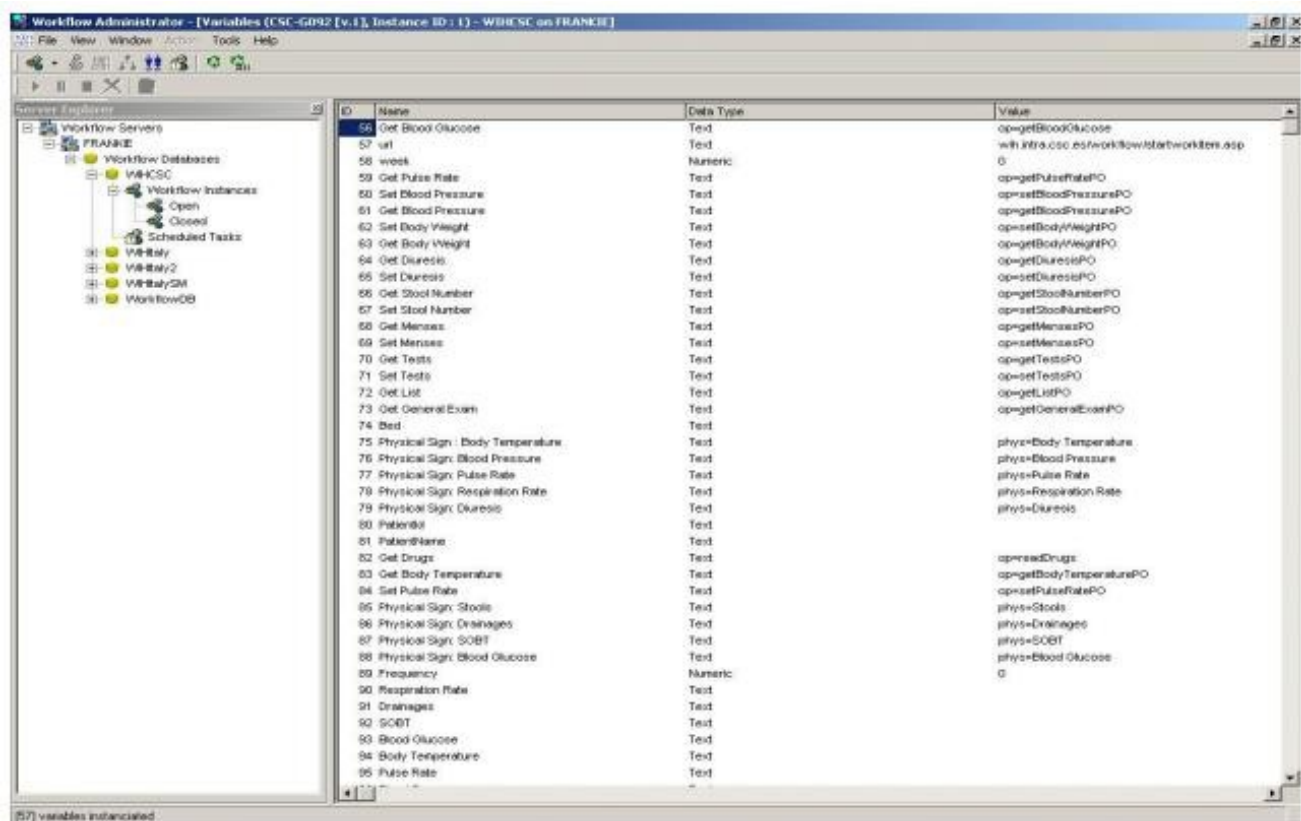 Workflow Administrator - [Variables (CSC-G092 [v.1], Instance ID : 1) - WIHCSC on FRANKIE]
File View Window Action Tools Help
Server Explorer
Workflow Servers
FRANKIE
Workflow Databases
WIHCSC
Workflow Instances
Open
Closed
Scheduled Tasks
WIHItaly
WIHItaly2
WIHItalySM
WorkflowDB
ID Name Data Type Value
56 Get Blood Glucose Text op=getBloodGlucose
57 url Text wih.intra.csc.es/workflow/startworkitem.asp
58 week Numeric 0
59 Get Pulse Rate Text op=getPulseRatePO
60 Set Blood Pressure Text op=setBloodPressurePO
61 Get Blood Pressure Text op=getBloodPressurePO
62 Set Body Weight Text op=setBodyWeightPO
63 Get Body Weight Text op=getBodyWeightPO
64 Get Diuresis Text op=getDiuresisPO
65 Set Diuresis Text op=setDiuresisPO
66 Get Stool Number Text op=getStoolNumberPO
67 Set Stool Number Text op=setStoolNumberPO
68 Get Menses Text op=getMensesPO
69 Set Menses Text op=setMensesPO
70 Get Tests Text op=getTestsPO
71 Set Tests Text op=setTestsPO
72 Get List Text op=getListPO
73 Get General Exam Text op=getGeneralExamPO
74 Bed Text
75 Physical Sign : Body Temperature Text phys=Body Temperature
76 Physical Sign: Blood Pressure Text phys=Blood Pressure
77 Physical Sign: Pulse Rate Text phys=Pulse Rate
78 Physical Sign: Respiration Rate Text phys=Respiration Rate
79 Physical Sign: Diuresis Text phys=Diuresis
80 PatientId Text
81 PatientName Text
82 Get Drugs Text op=readDrugs
83 Get Body Temperature Text op=getBodyTemperaturePO
84 Set Pulse Rate Text op=setPulseRatePO
85 Physical Sign: Stools Text phys=Stools
86 Physical Sign: Drainages Text phys=Drainages
87 Physical Sign: SOBT Text phys=SOBT
88 Physical Sign: Blood Glucose Text phys=Blood Glucose
89 Frequency Numeric 0
90 Respiration Rate Text
91 Drainages Text
92 SOBT Text
93 Blood Glucose Text
94 Body Temperature Text
95 Pulse Rate Text
[57] variables instanciated